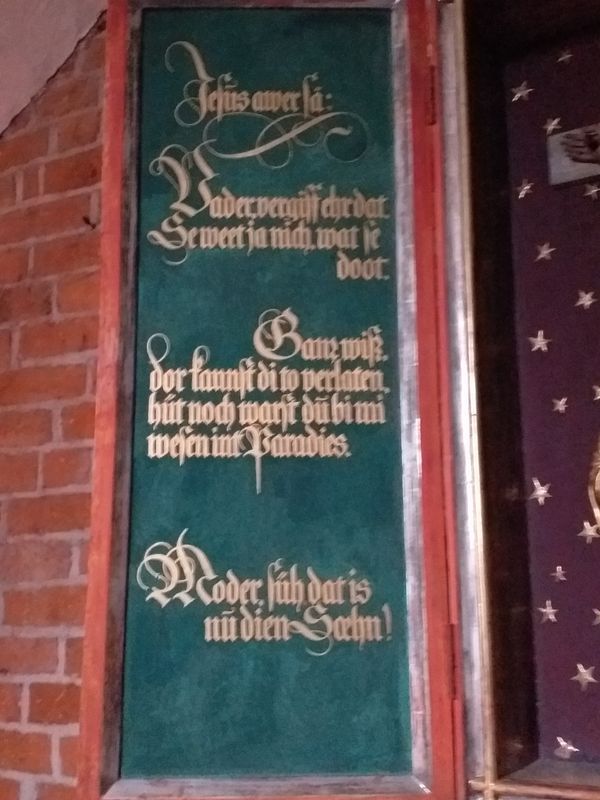 Jesus awer sä:
Vader, vergiff ehr dat.
Se weet ja nich, wat se
doot.
Ganz wiß,
dor kannst di to verlaten,
hüt noch warst du bi mi
wesen int Paradies.
Moder, süh, dat is
nu dien Sœhn!